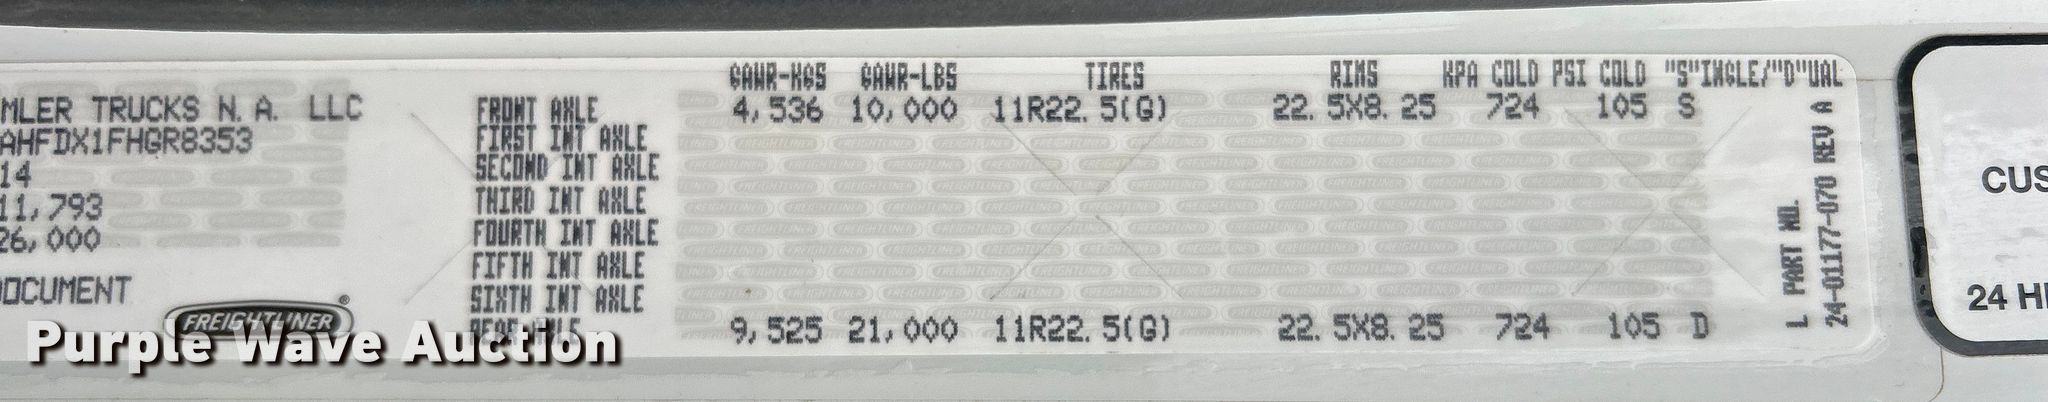 GAWR-KGS GAWR-LBS TIRES RIMS KPA COLD PSI COLD "S"INGLE/"D"UAL
MLER TRUCKS N.A. LLC
AHFDX1FHGR8353
14
11,793
26,000
DOCUMENT
FREIGHTLINER®
FRONT AXLE 4,536 10,000 11R22.5(G) 22.5X8.25 724 105 S
FIRST INT AXLE
SECOND INT AXLE
THIRD INT AXLE
FOURTH INT AXLE
FIFTH INT AXLE
SIXTH INT AXLE
REAR AXLE 9,525 21,000 11R22.5(G) 22.5X8.25 724 105 D
L PART NO.
24-01177-070 REV A
CUS
24 H
Purple Wave Auction